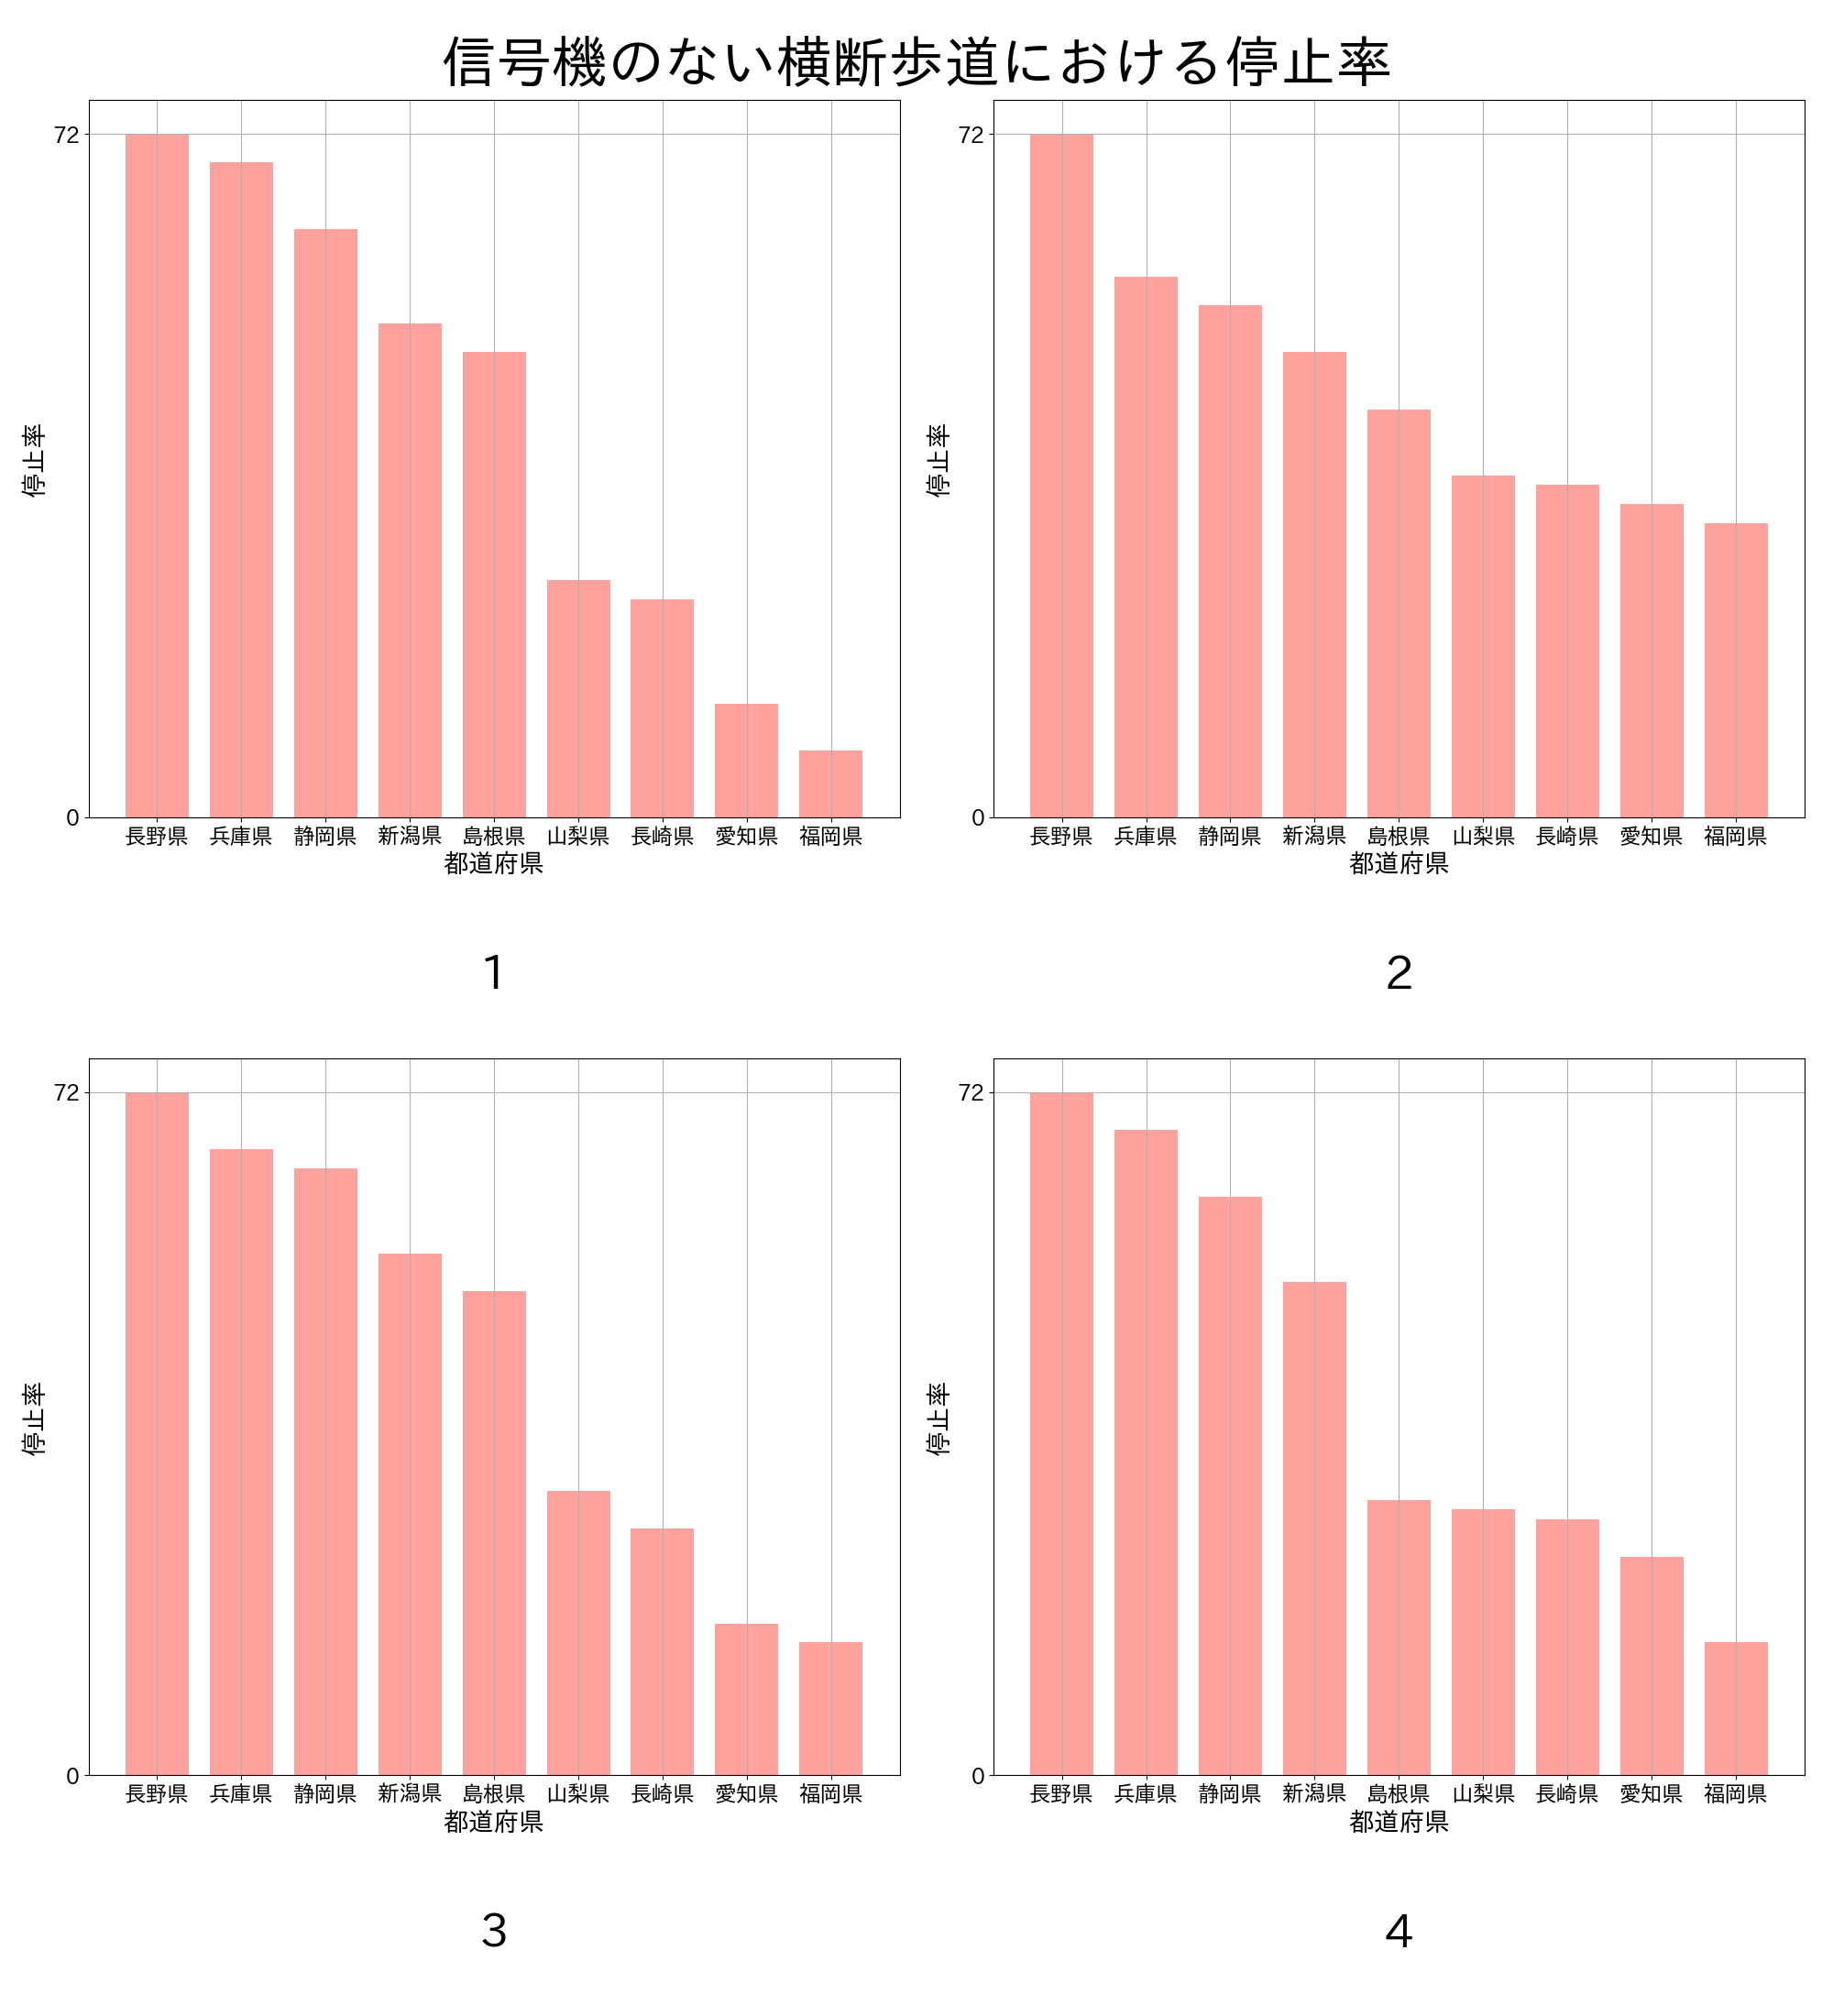 信号機のない横断歩道における停止率
72
0
停止率
長野県 兵庫県 静岡県 新潟県 島根県 山梨県 長崎県 愛知県 福岡県
都道府県
1
72
0
停止率
長野県 兵庫県 静岡県 新潟県 島根県 山梨県 長崎県 愛知県 福岡県
都道府県
2
72
0
停止率
長野県 兵庫県 静岡県 新潟県 島根県 山梨県 長崎県 愛知県 福岡県
都道府県
3
72
0
停止率
長野県 兵庫県 静岡県 新潟県 島根県 山梨県 長崎県 愛知県 福岡県
都道府県
4